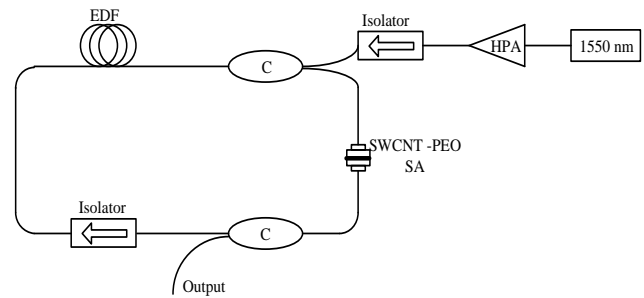 EDF
Isolator
C
HPA
1550 nm
SWCNT -PEO
SA
Isolator
C
Output